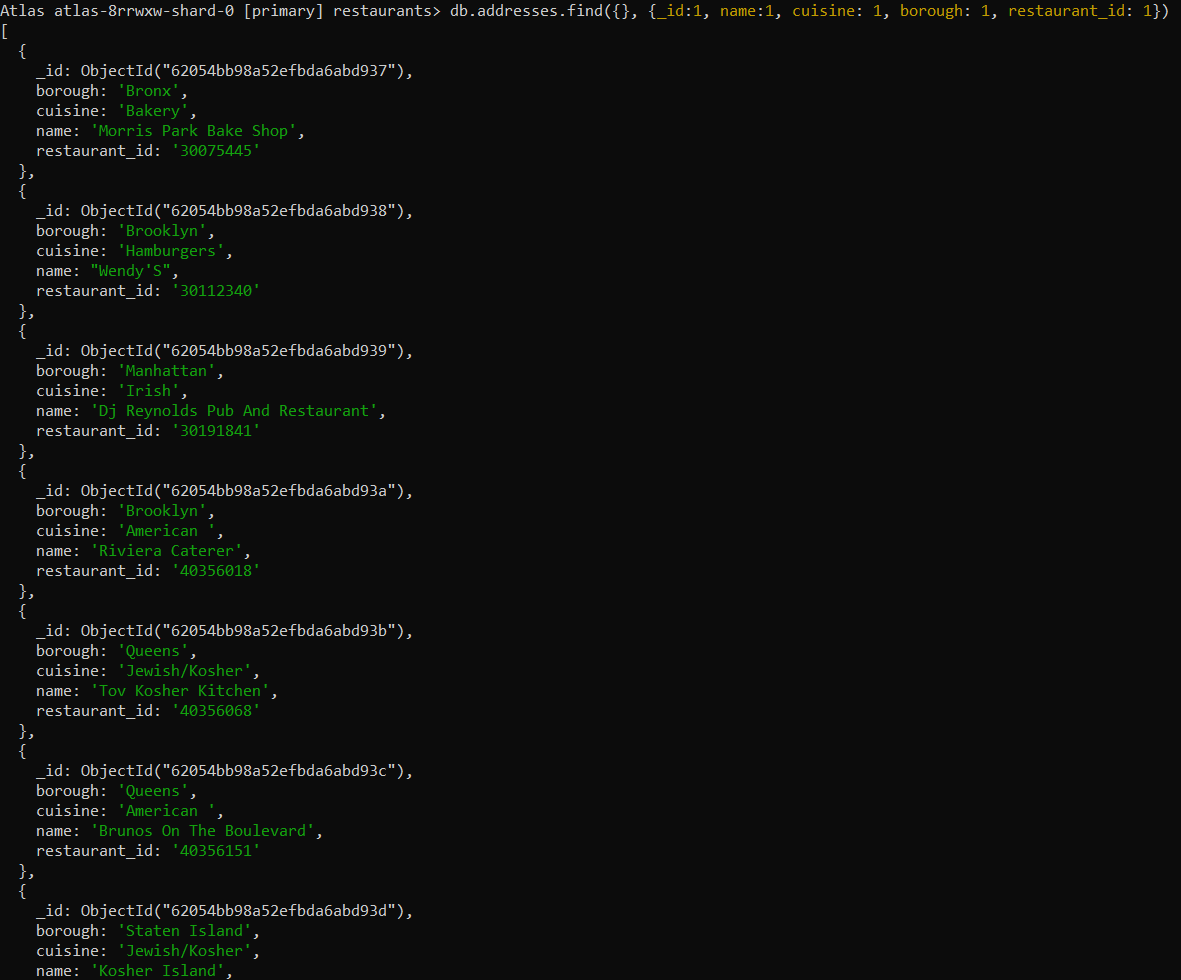 Atlas atlas-8rrwxw-shard-0 [primary] restaurants> db.addresses.find({}, {_id:1, name:1, cuisine: 1, borough: 1, restaurant_id: 1})
[
  {
    _id: ObjectId("62054bb98a52efbda6abd937"),
    borough: 'Bronx',
    cuisine: 'Bakery',
    name: 'Morris Park Bake Shop',
    restaurant_id: '30075445'
  },
  {
    _id: ObjectId("62054bb98a52efbda6abd938"),
    borough: 'Brooklyn',
    cuisine: 'Hamburgers',
    name: "Wendy'S",
    restaurant_id: '30112340'
  },
  {
    _id: ObjectId("62054bb98a52efbda6abd939"),
    borough: 'Manhattan',
    cuisine: 'Irish',
    name: 'Dj Reynolds Pub And Restaurant',
    restaurant_id: '30191841'
  },
  {
    _id: ObjectId("62054bb98a52efbda6abd93a"),
    borough: 'Brooklyn',
    cuisine: 'American ',
    name: 'Riviera Caterer',
    restaurant_id: '40356018'
  },
  {
    _id: ObjectId("62054bb98a52efbda6abd93b"),
    borough: 'Queens',
    cuisine: 'Jewish/Kosher',
    name: 'Tov Kosher Kitchen',
    restaurant_id: '40356068'
  },
  {
    _id: ObjectId("62054bb98a52efbda6abd93c"),
    borough: 'Queens',
    cuisine: 'American ',
    name: 'Brunos On The Boulevard',
    restaurant_id: '40356151'
  },
  {
    _id: ObjectId("62054bb98a52efbda6abd93d"),
    borough: 'Staten Island',
    cuisine: 'Jewish/Kosher',
    name: 'Kosher Island',